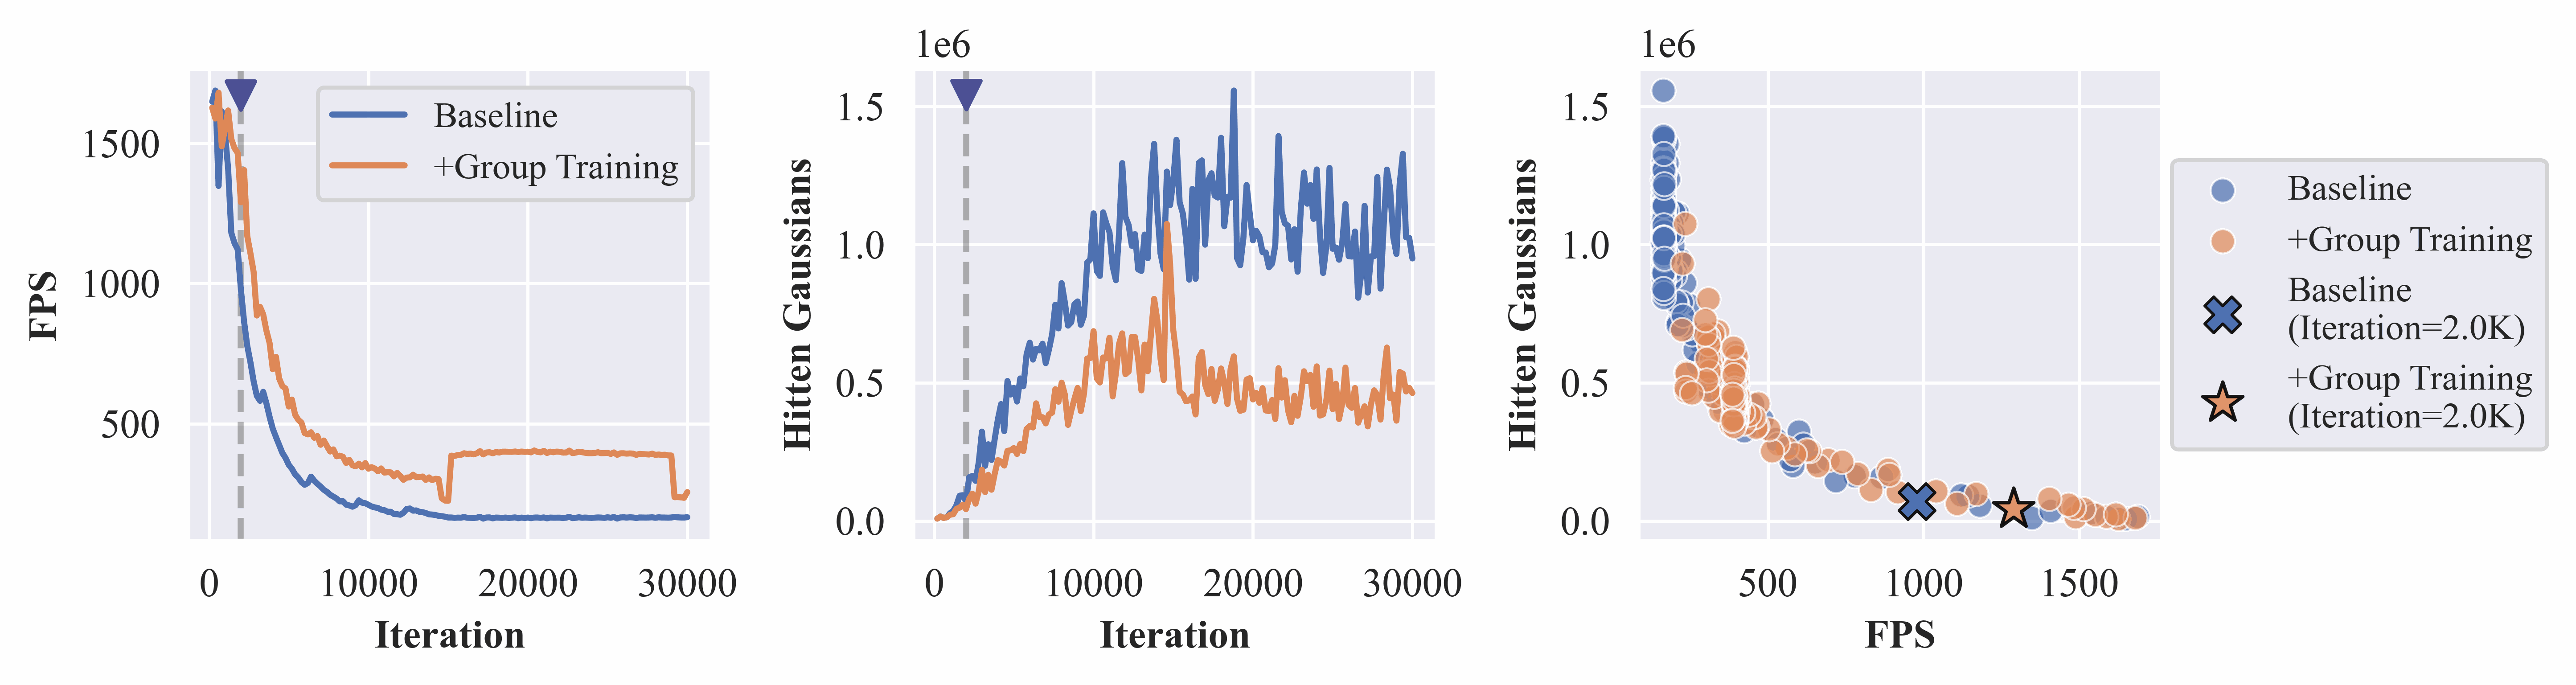 1500
1000
500
FPS
0
10000
20000
30000
Iteration
Baseline
+Group Training
1e6
1.5
1.0
0.5
0.0
Hitten Gaussians
0
10000
20000
30000
Iteration
1e6
1.5
1.0
0.5
0.0
Hitten Gaussians
500
1000
1500
FPS
Baseline
+Group Training
Baseline
(Iteration=2.0K)
+Group Training
(Iteration=2.0K)